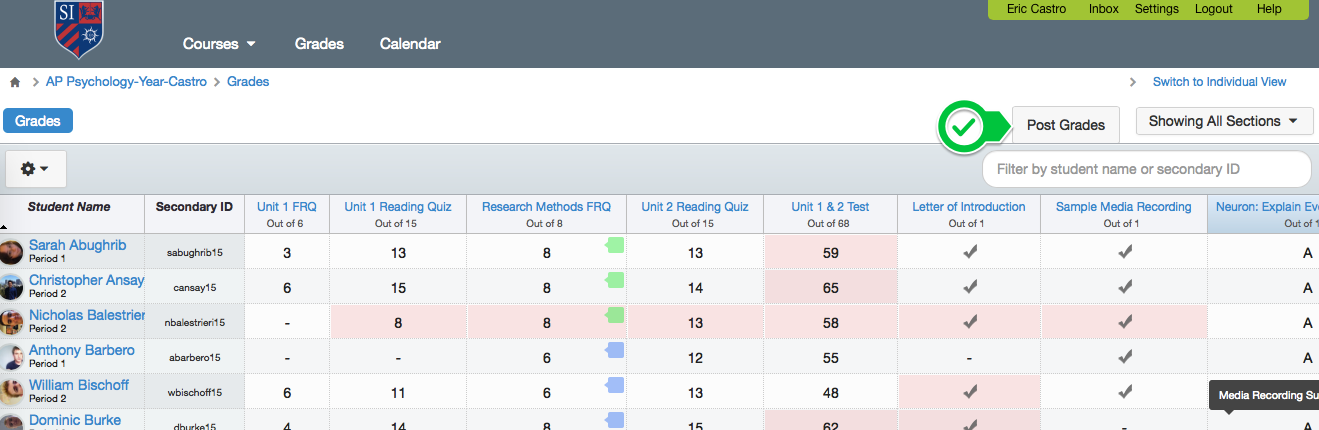 SI
Eric Castro Inbox Settings Logout Help
Courses Grades Calendar
AP Psychology-Year-Castro Grades
Switch to Individual View
Grades
Post Grades
Showing All Sections
Filter by student name or secondary ID
Student Name Secondary ID Unit 1 FRQ Unit 1 Reading Quiz Research Methods FRQ Unit 2 Reading Quiz Unit 1 & 2 Test Letter of Introduction Sample Media Recording Neuron: Explain Eve
Out of 6 Out of 15 Out of 8 Out of 15 Out of 68 Out of 1 Out of 1 Out of 1
Sarah Abughrib sabughrib15 3 13 8 13 59 A
Period 1
Christopher Ansay cansay15 6 15 8 14 65 A
Period 2
Nicholas Balestrier nbalestrieri15 - 8 8 13 58 A
Period 2
Anthony Barbero abarbero15 - - 6 12 55 - A
Period 1
William Bischoff wbischoff15 6 11 6 13 48 A
Period 2
Media Recording Su
Dominic Burke dburke15 4 14 8 15 62 - A